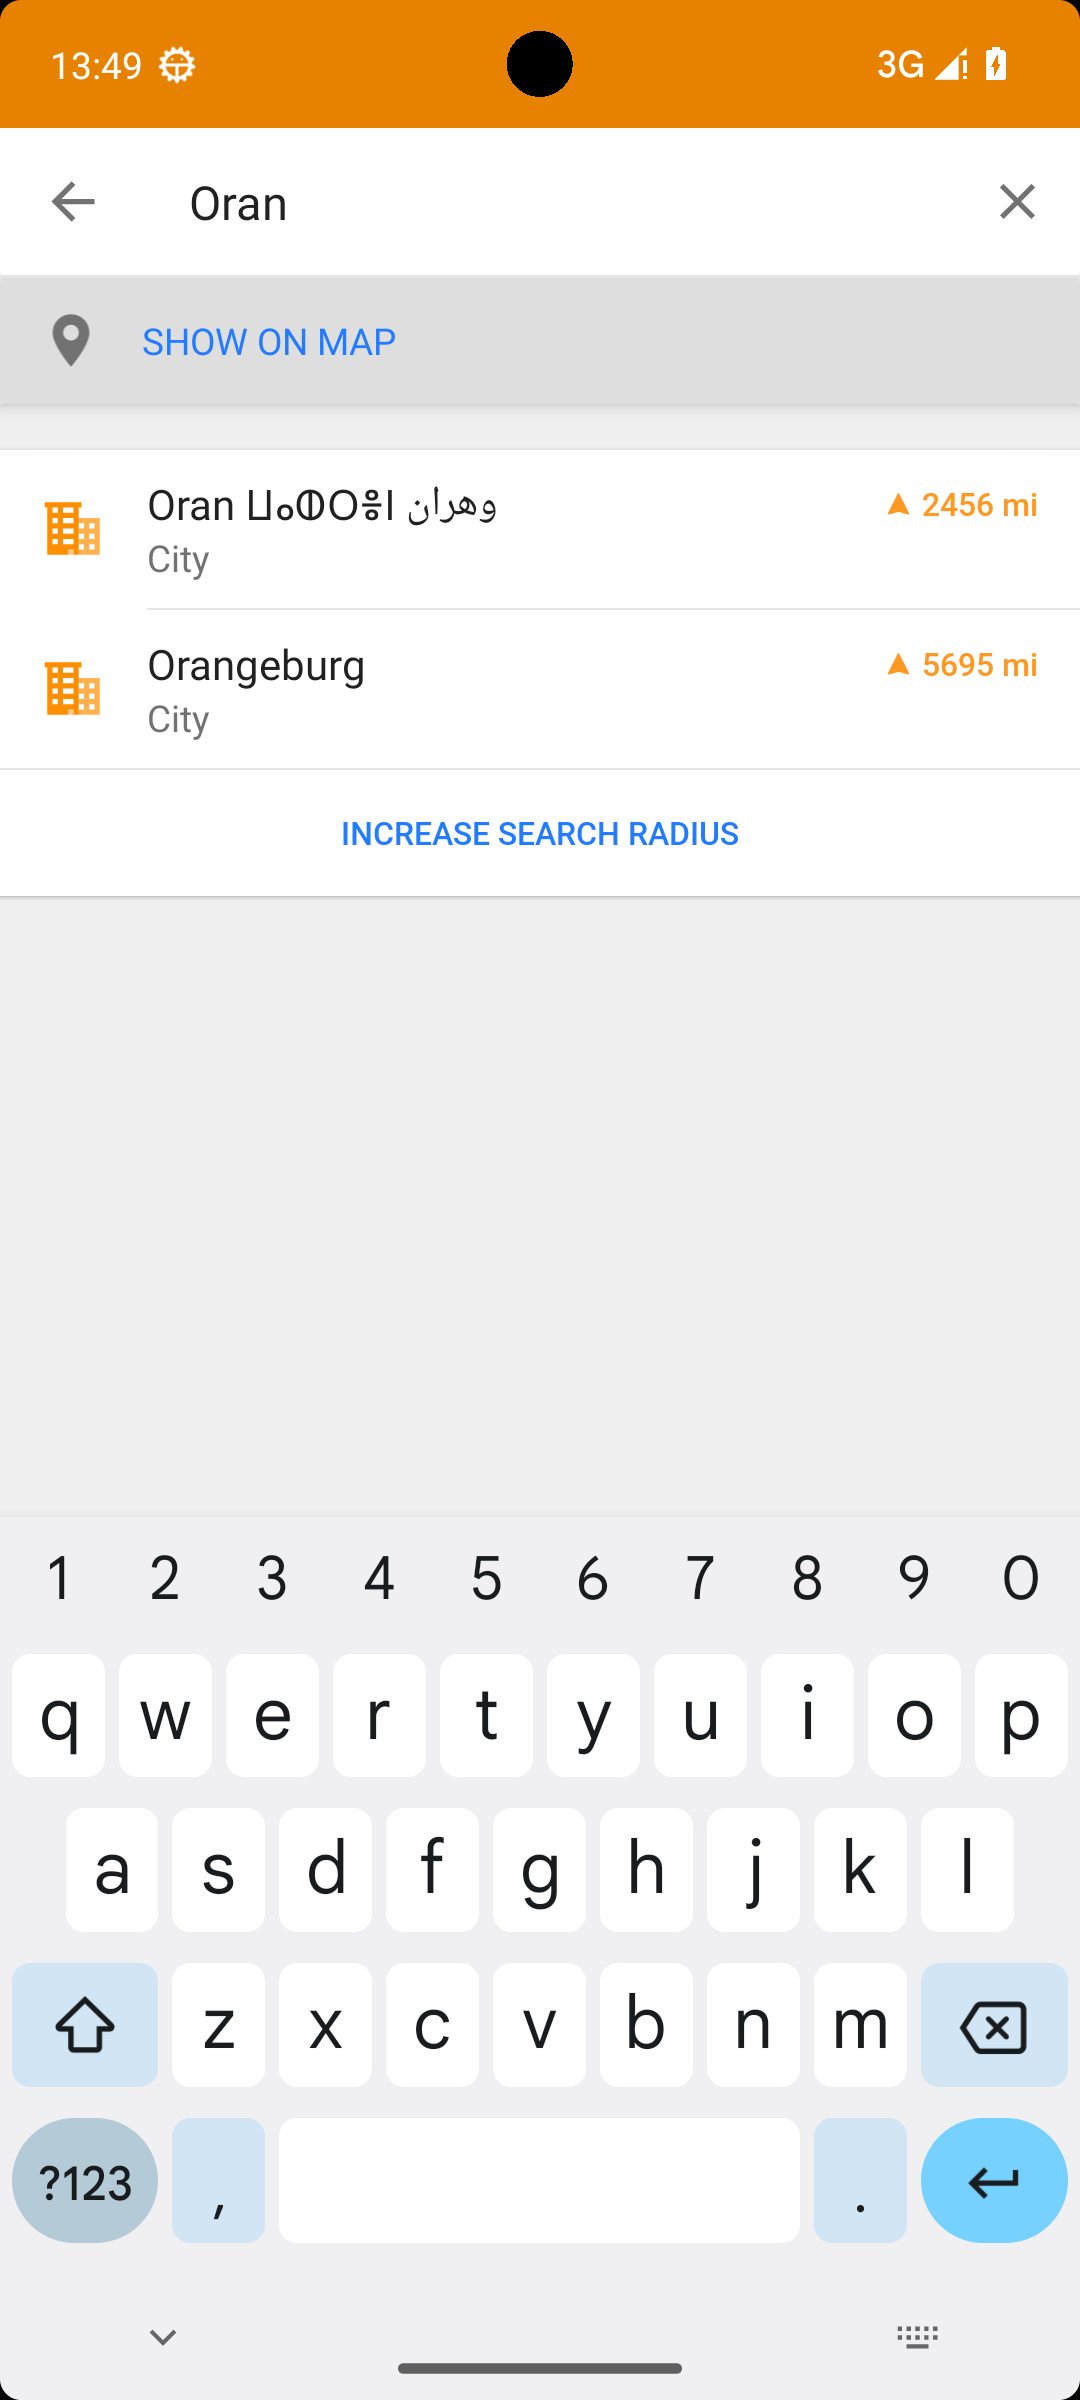 13:49
3G
Oran
SHOW ON MAP
Oran ⵡⴰⵀⵔⴻⵏ وهران
2456 mi
City
Orangeburg
5695 mi
City
INCREASE SEARCH RADIUS
1 2 3 4 5 6 7 8 9 0
q w e r t y u i o p
a s d f g h j k l
z x c v b n m
?123 , .